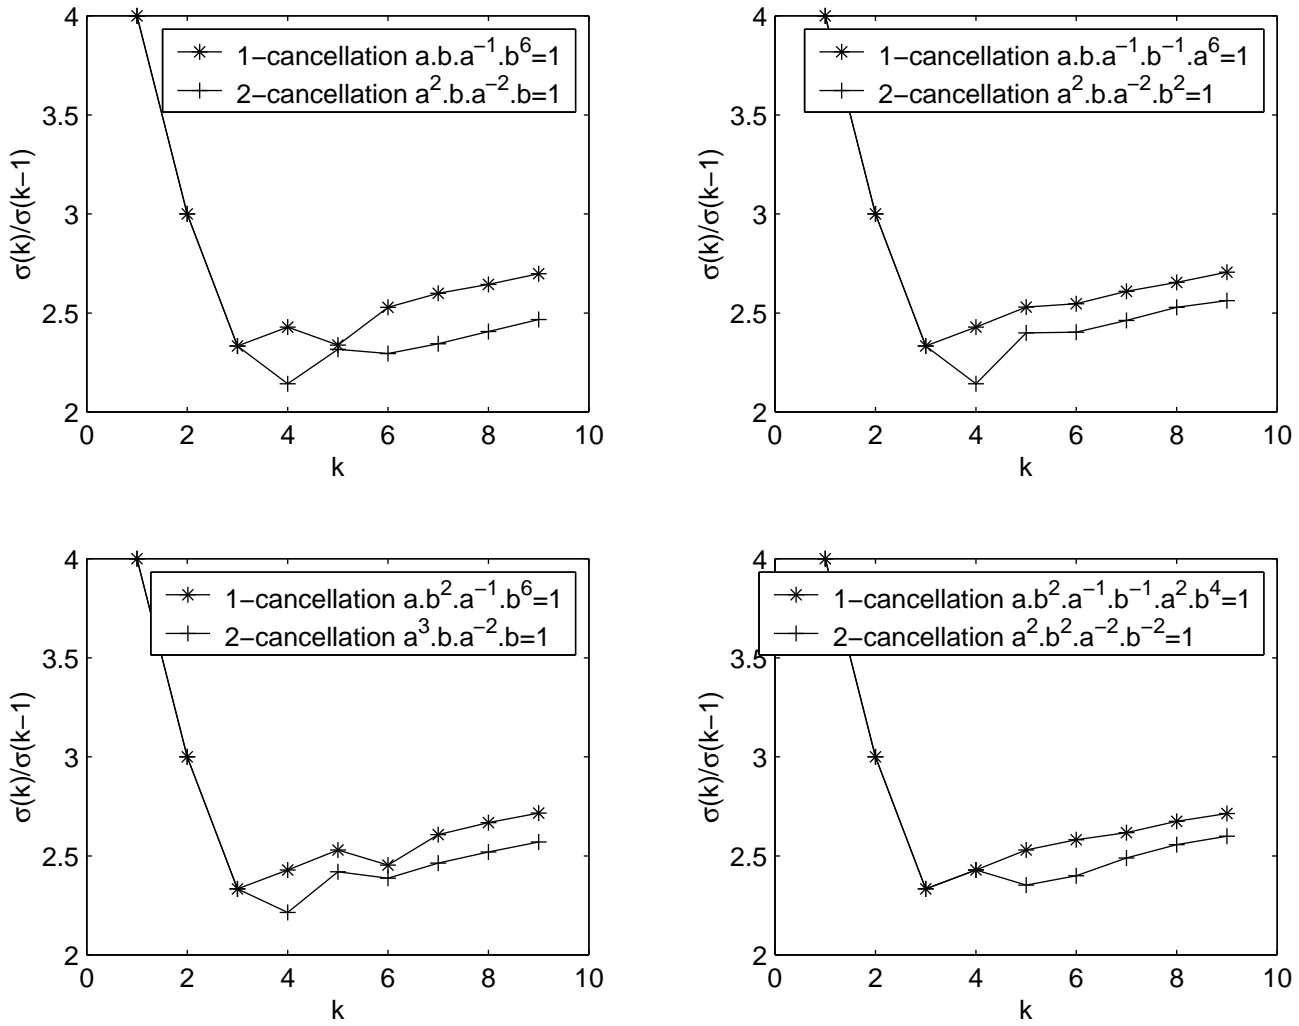 4
3.5
3
2.5
2
0 2 4 6 8 10
k
σ(k)/σ(k−1)
1−cancellation a.b.a^{−1}.b^6=1
2−cancellation a^2.b.a^{−2}.b=1
4
3.5
3
2.5
2
0 2 4 6 8 10
k
σ(k)/σ(k−1)
1−cancellation a.b.a^{−1}.b^{−1}.a^6=1
2−cancellation a^2.b.a^{−2}.b^2=1
4
3.5
3
2.5
2
0 2 4 6 8 10
k
σ(k)/σ(k−1)
1−cancellation a.b^2.a^{−1}.b^6=1
2−cancellation a^3.b.a^{−2}.b=1
4
3.5
3
2.5
2
0 2 4 6 8 10
k
σ(k)/σ(k−1)
1−cancellation a.b^2.a^{−1}.b^{−1}.a^2.b^4=1
2−cancellation a^2.b^2.a^{−2}.b^{−2}=1